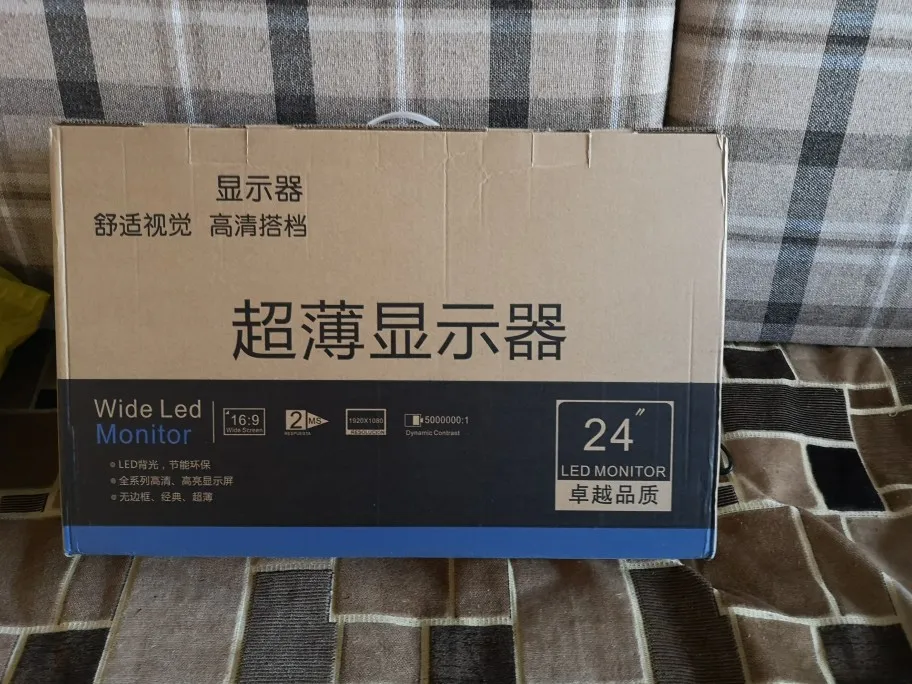 显示器
舒适视觉 高清搭档
超薄显示器
Wide Led
Monitor
16:9
Wide Screen
2MS
RESPUESTA
1920X1080
RESOLUCION
5000000:1
Dynamic Contrast
LED背光，节能环保
全系列高清、高亮显示屏
无边框、经典、超薄
24″
LED MONITOR
卓越品质